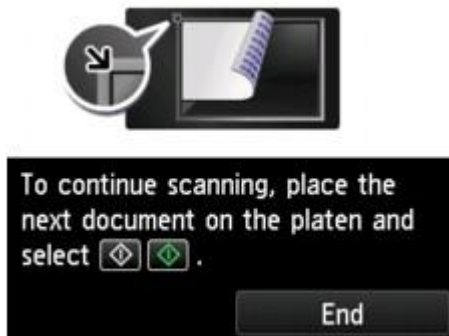 To continue scanning, place the
next document on the platen and
select .
End